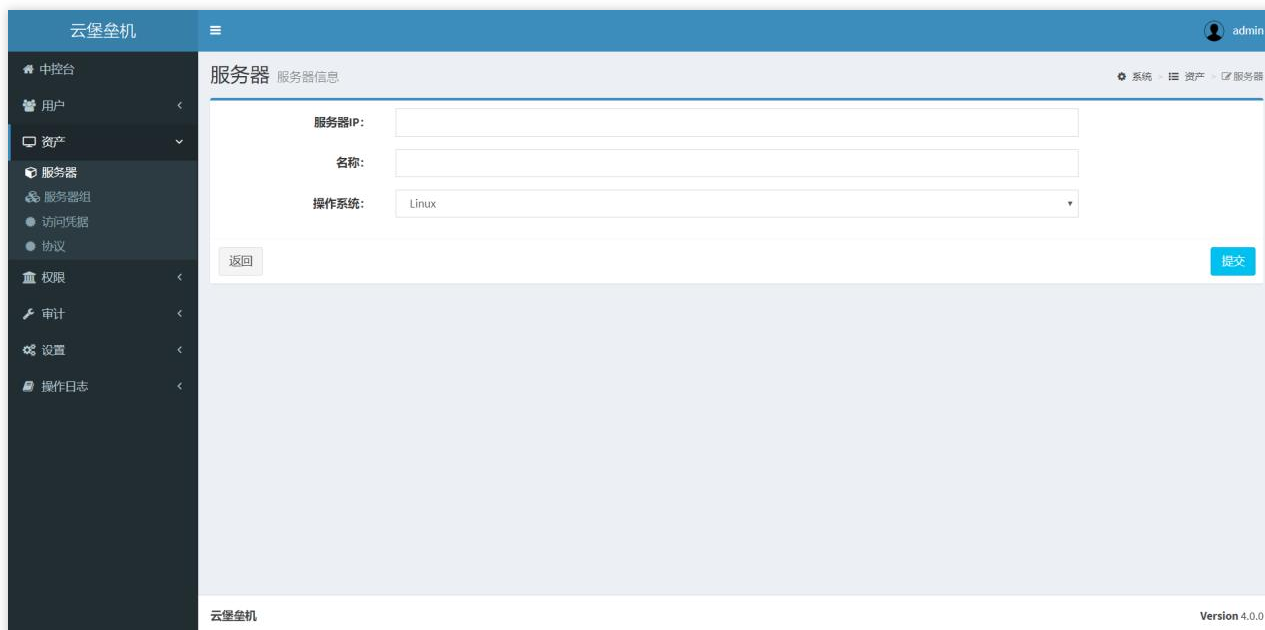 云堡垒机
admin
中控台
用户
资产
服务器
服务器组
访问凭据
协议
权限
审计
设置
操作日志
服务器 服务器信息
系统 > 资产 > 服务器
服务器IP：
名称：
操作系统： Linux
返回 提交
云堡垒机 Version 4.0.0